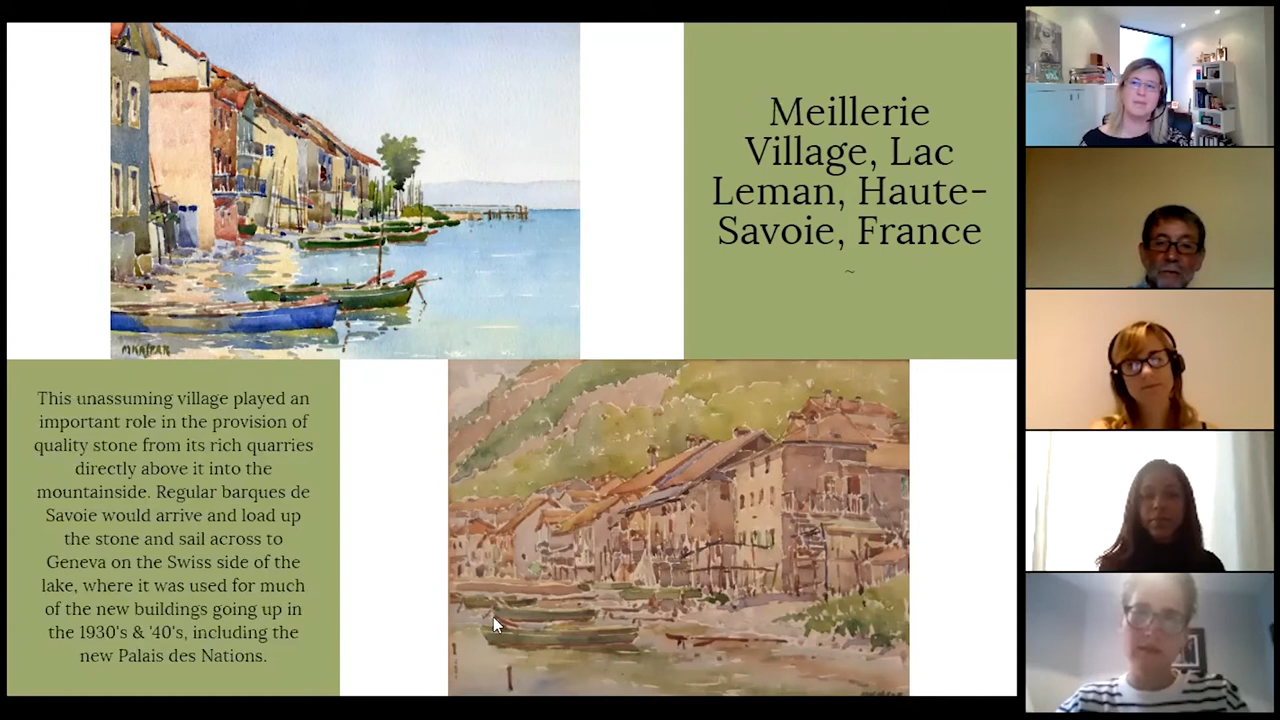 Meillerie
Village, Lac
Leman, Haute-
Savoie, France
~
This unassuming village played an
important role in the provision of
quality stone from its rich quarries
directly above it into the
mountainside. Regular barques de
Savoie would arrive and load up
the stone and sail across to
Geneva on the Swiss side of the
lake, where it was used for much
of the new buildings going up in
the 1930's & '40's, including the
new Palais des Nations.